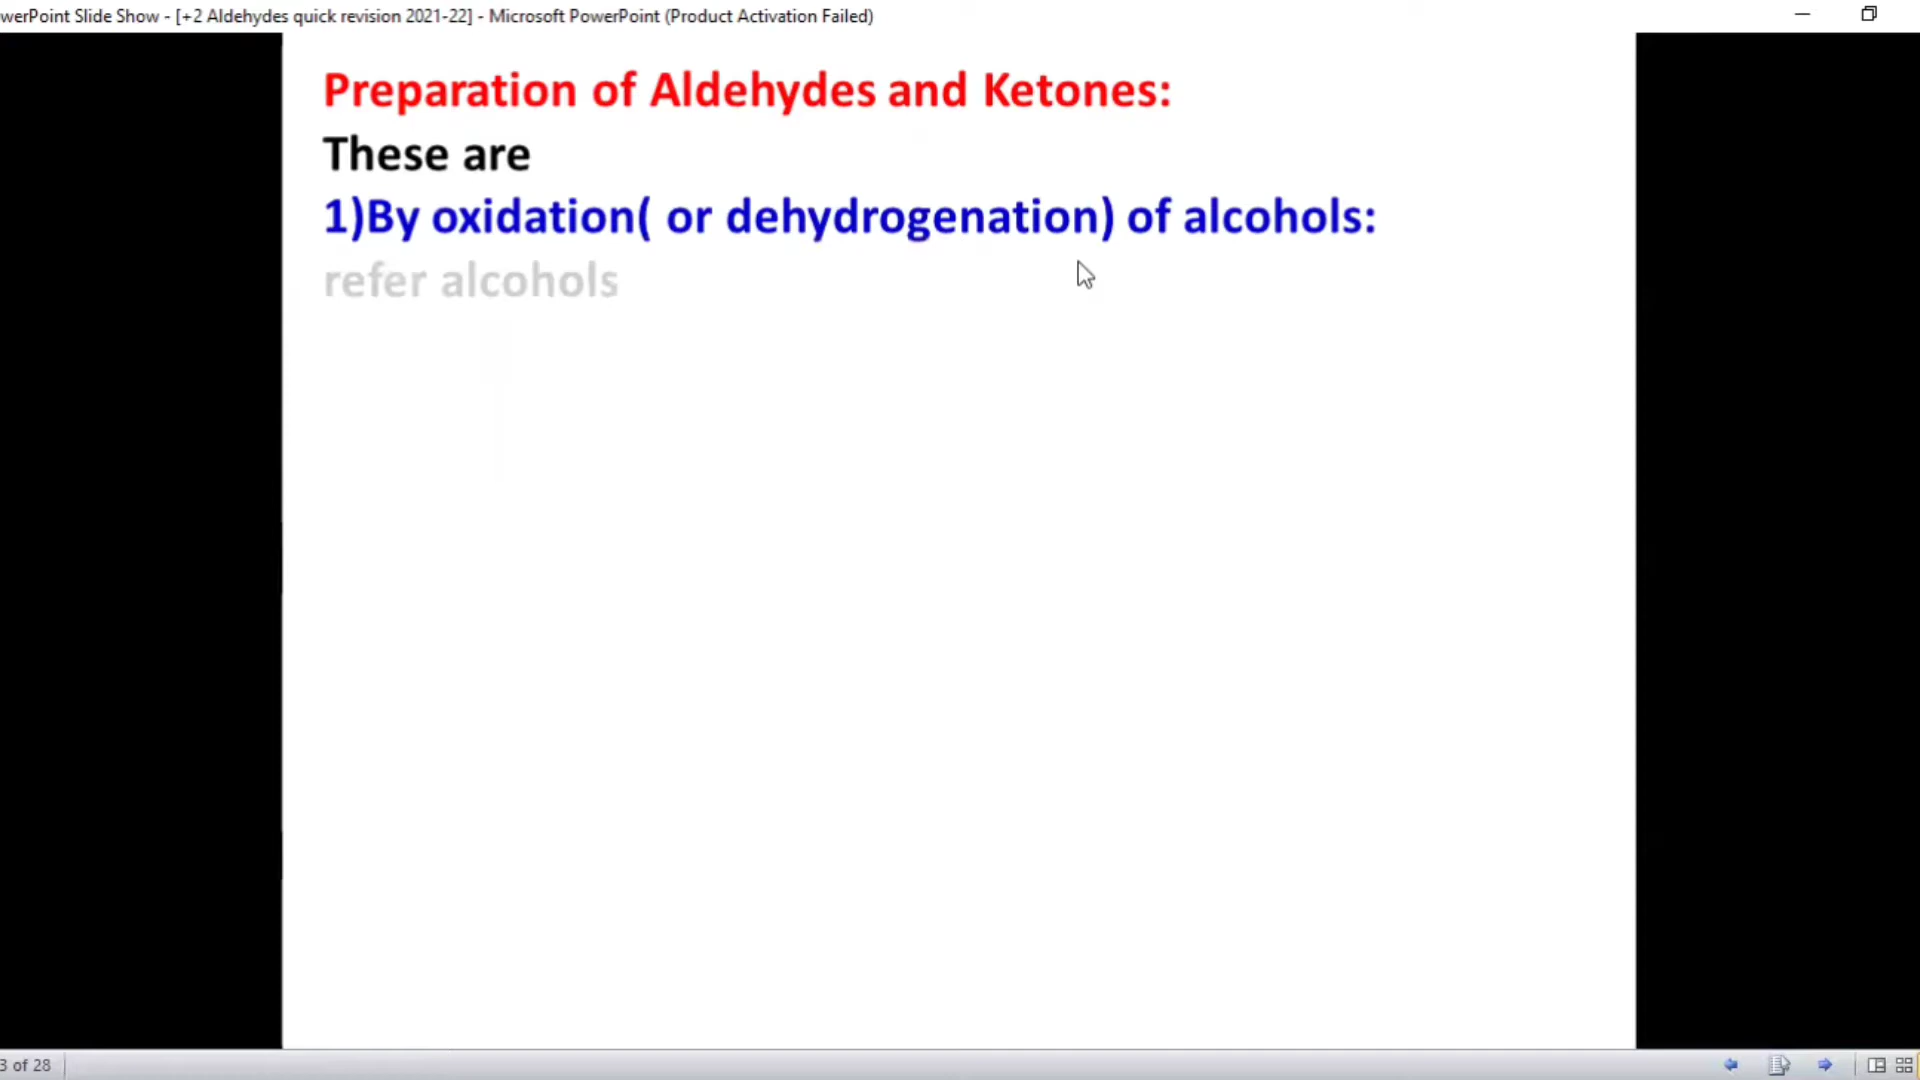 werPoint Slide Show - [+2 Aldehydes quick revision 2021-22] - Microsoft PowerPoint (Product Activation Failed)
Preparation of Aldehydes and Ketones:
These are
1)By oxidation( or dehydrogenation) of alcohols:
refer alcohols
3 of 28